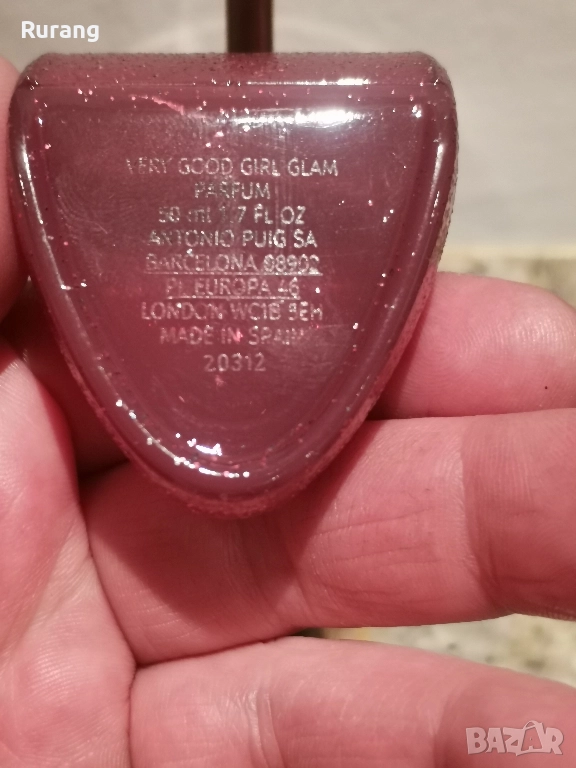 Rurang
VERY GOOD GIRL GLAM
PARFUM
50 ml 1.7 FL OZ
ANTONIO PUIG SA
BARCELONA 08902
PL EUROPA 46
LONDON WC1B 5EH
MADE IN SPAIN
20312
BAZAR